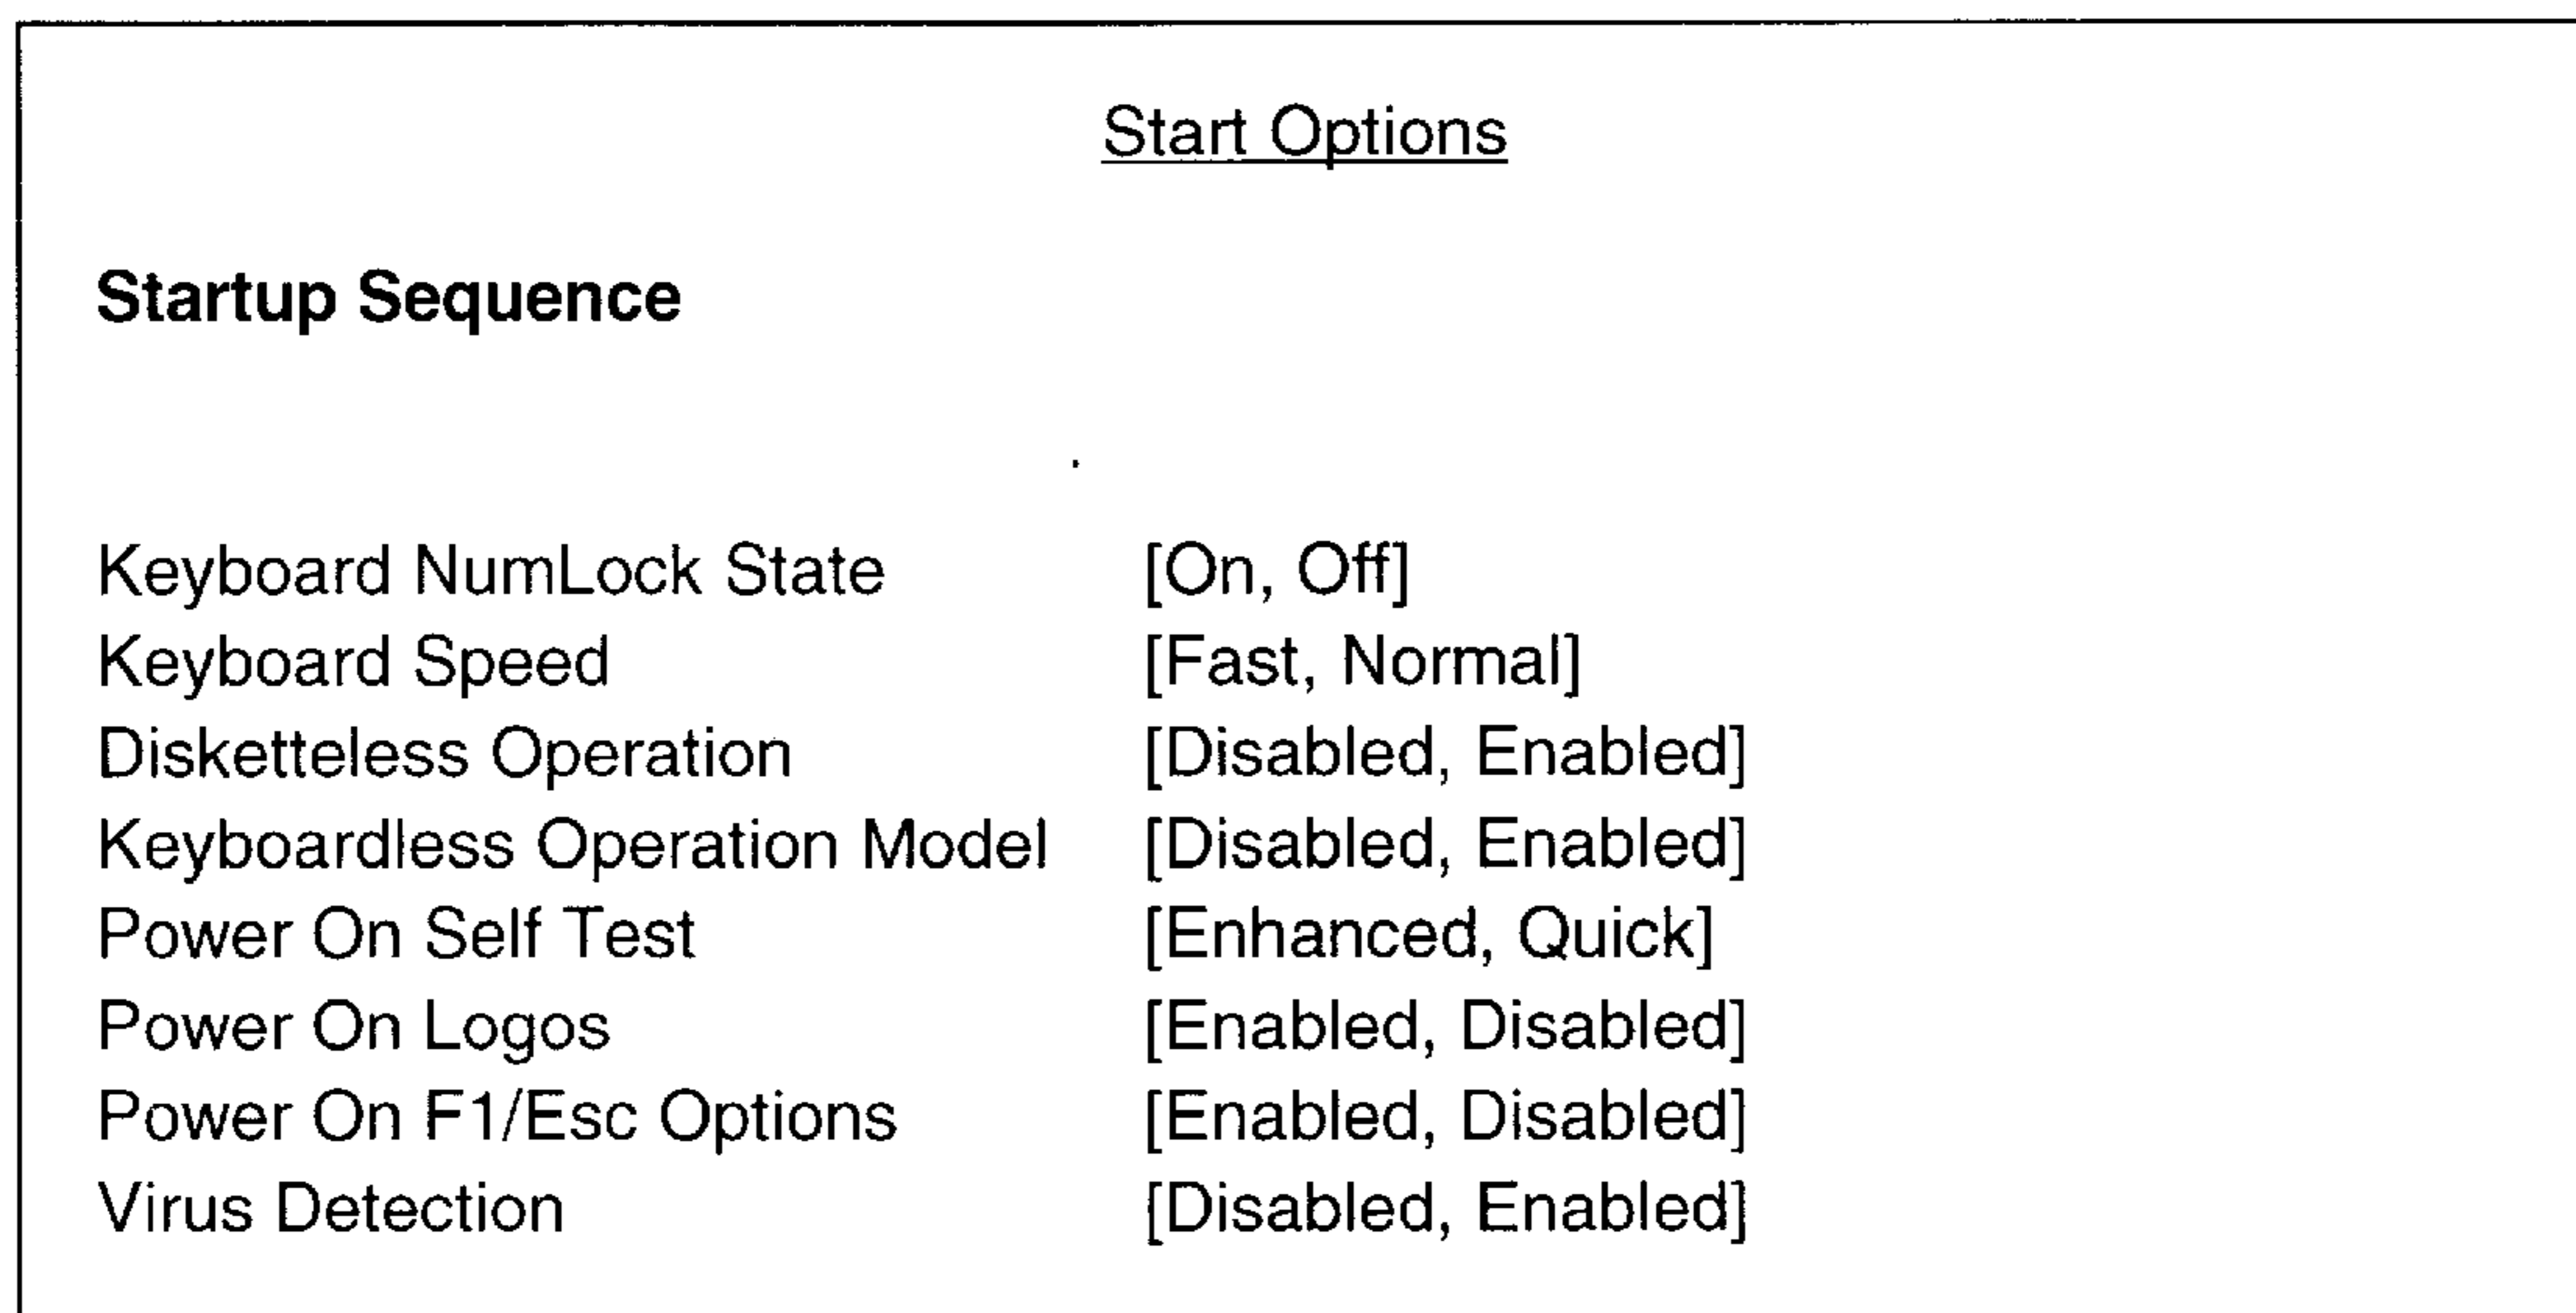 Start Options
Startup Sequence
Keyboard NumLock State [On, Off]
Keyboard Speed [Fast, Normal]
Disketteless Operation [Disabled, Enabled]
Keyboardless Operation Model [Disabled, Enabled]
Power On Self Test [Enhanced, Quick]
Power On Logos [Enabled, Disabled]
Power On F1/Esc Options [Enabled, Disabled]
Virus Detection [Disabled, Enabled]